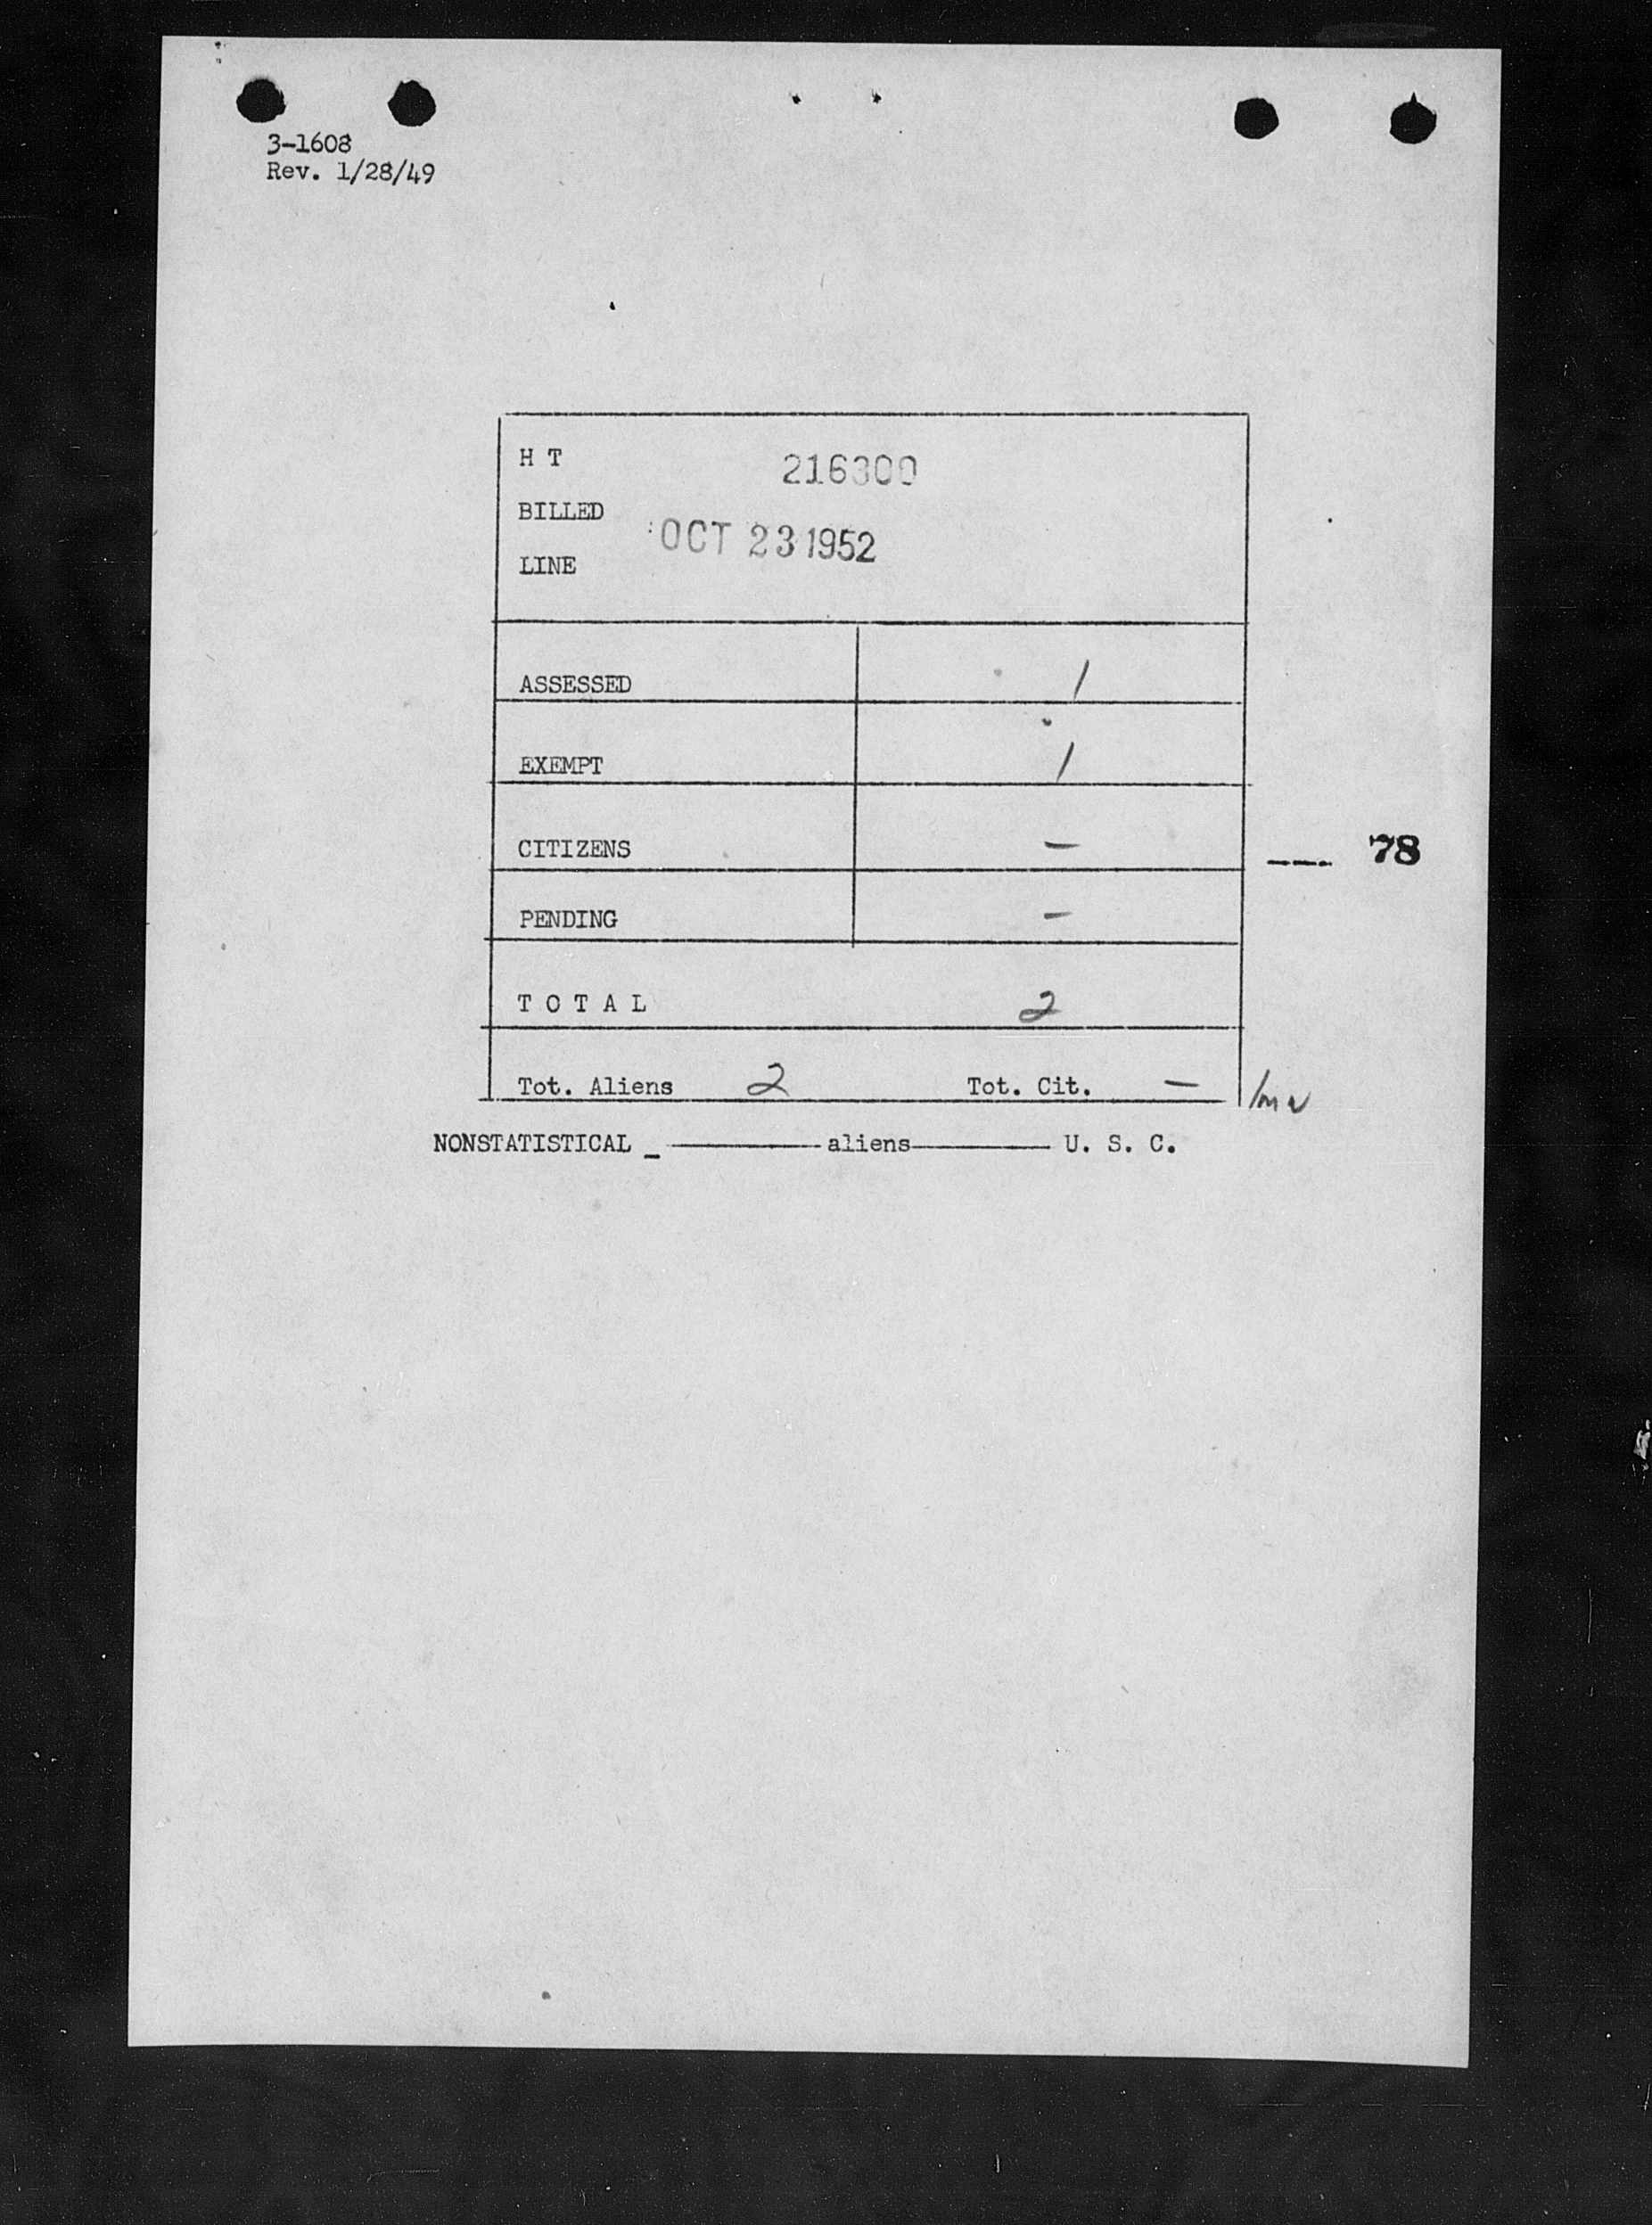 3-1608
Rev. 1/28/49
H T 216300
BILLED
OCT 23 1952
LINE
ASSESSED 1
EXEMPT 1
CITIZENS -
78
PENDING -
T O T A L 2
Tot. Aliens 2 Tot. Cit. -
NONSTATISTICAL _ aliens U. S. C.